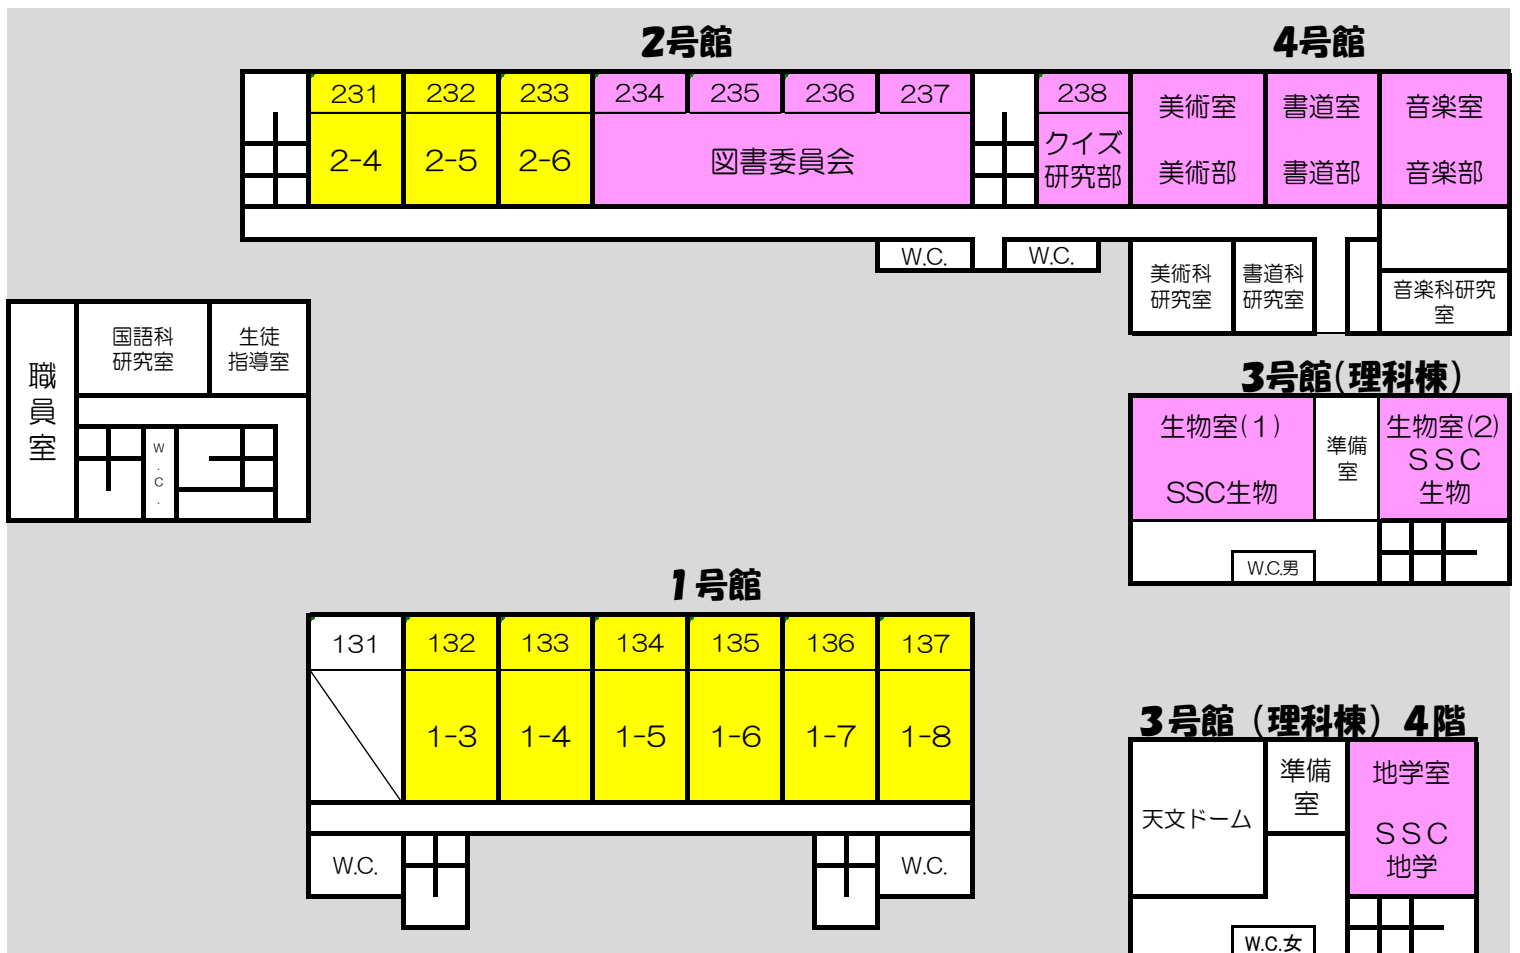 2号館
4号館
231 232 233 234 235 236 237 238
2-4 2-5 2-6 図書委員会
クイズ
研究部
美術室 書道室 音楽室
美術部 書道部 音楽部
W.C. W.C.
美術科
研究室
書道科
研究室
音楽科研究
室
職
員
室
国語科
研究室
生徒
指導室
W
.
C
.
3号館(理科棟)
生物室(1)
SSC生物
準備
室
生物室(2)
SSC
生物
W.C.男
1号館
131 132 133 134 135 136 137
1-3 1-4 1-5 1-6 1-7 1-8
W.C. W.C.
3号館(理科棟)4階
天文ドーム
準備
室
地学室
SSC
地学
W.C.女